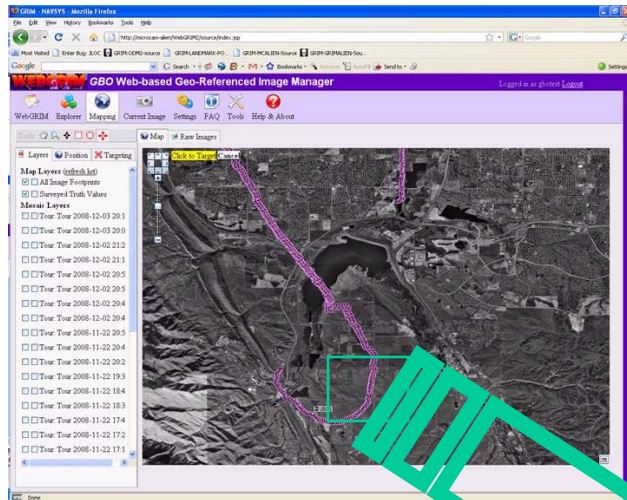 GRIM - NAVSYS - Mozilla Firefox
File Edit View History Bookmarks Tools Help
http://microcam-alien/WebGRIM2/source/index.jsp
Google
Most Visited Enter Bug 3.0C GRIM-ODM2-source GRIM-LANDMARK-PO... GRIM-MCALIEN-Source GRIM-GRIMALIEN-Sou...
Google Search Bookmarks AutoFill Send to Settings
WEBGRIM GBO Web-based Geo-Referenced Image Manager
Logged in as gbotest Logout
WebGRIM Explorer Mapping Current Image Settings FAQ Tools Help & About
Tools Map Raw Images
Layers Position Targeting
Click to Target Cancel
Map Layers (refresh list)
All Image Footprints
Surveyed Truth Values
Mosaic Layers
Tour: Tour 2008-12-03 20:1
Tour: Tour 2008-12-03 20:0
Tour: Tour 2008-12-02 21:2
Tour: Tour 2008-12-02 21:1
Tour: Tour 2008-12-02 20:5
Tour: Tour 2008-12-02 20:5
Tour: Tour 2008-12-02 20:4
Tour: Tour 2008-12-02 20:4
Tour: Tour 2008-11-22 20:5
Tour: Tour 2008-11-22 20:4
Tour: Tour 2008-11-22 20:2
Tour: Tour 2008-11-22 19:3
Tour: Tour 2008-11-22 18:4
Tour: Tour 2008-11-22 18:3
Tour: Tour 2008-11-22 17:4
Tour: Tour 2008-11-22 17:2
Tour: Tour 2008-11-22 17:1
Done